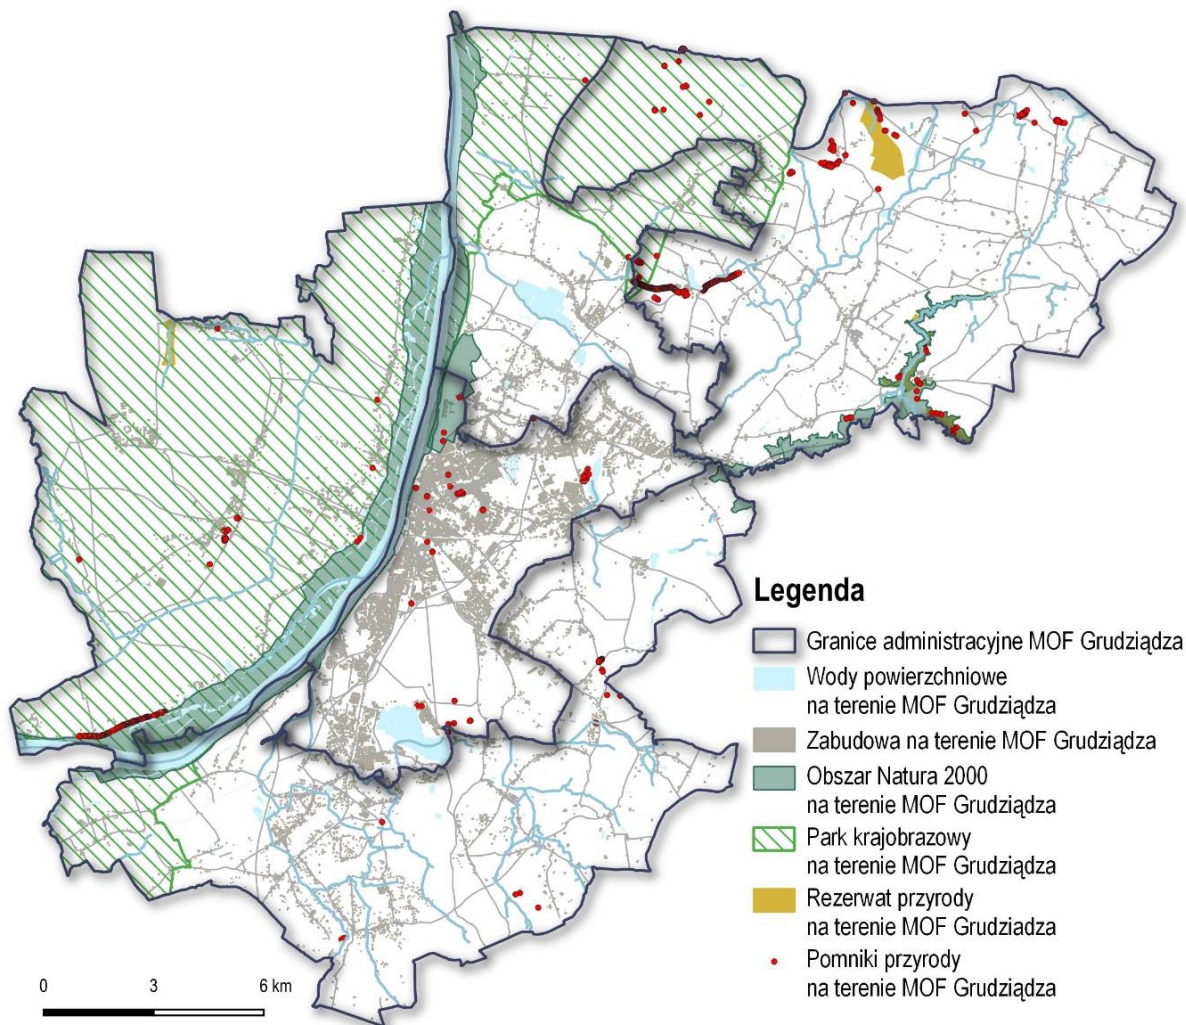 Legenda
Granice administracyjne MOF Grudziądza
Wody powierzchniowe
na terenie MOF Grudziądza
Zabudowa na terenie MOF Grudziądza
Obszar Natura 2000
na terenie MOF Grudziądza
Park krajobrazowy
na terenie MOF Grudziądza
Rezerwat przyrody
na terenie MOF Grudziadza
Pomniki przyrody
na terenie MOF Grudziądza
0 3 6 km